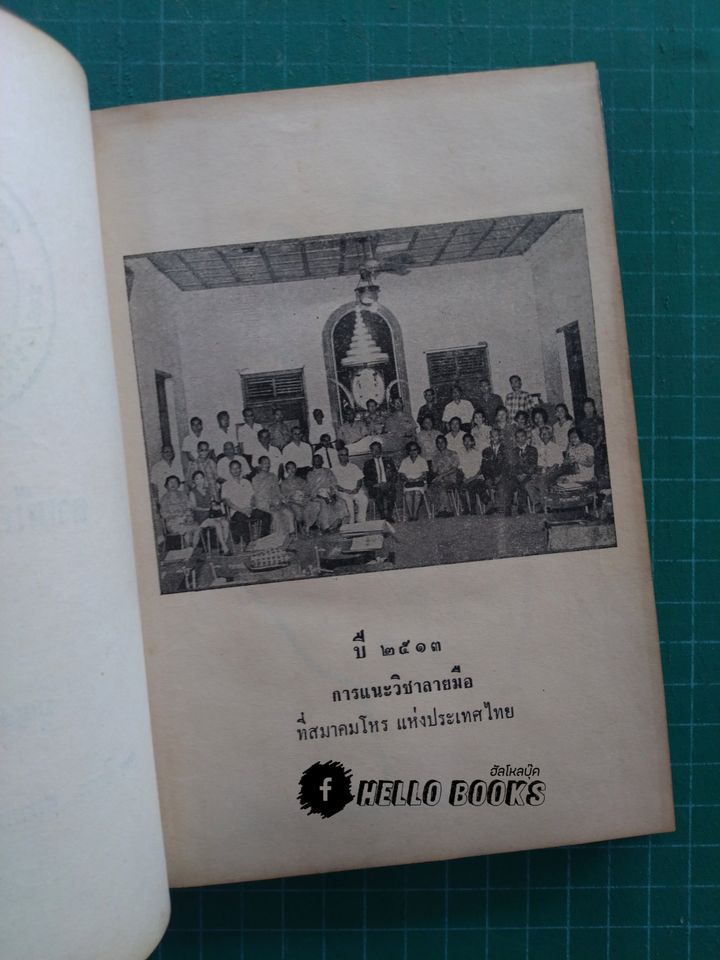 ปี ๒๕๑๓
การแนะวิชาลายมือ
ที่สมาคมโหร แห่งประเทศไทย
ฮัลโหลบุ๊ค
f HELLO BOOKS